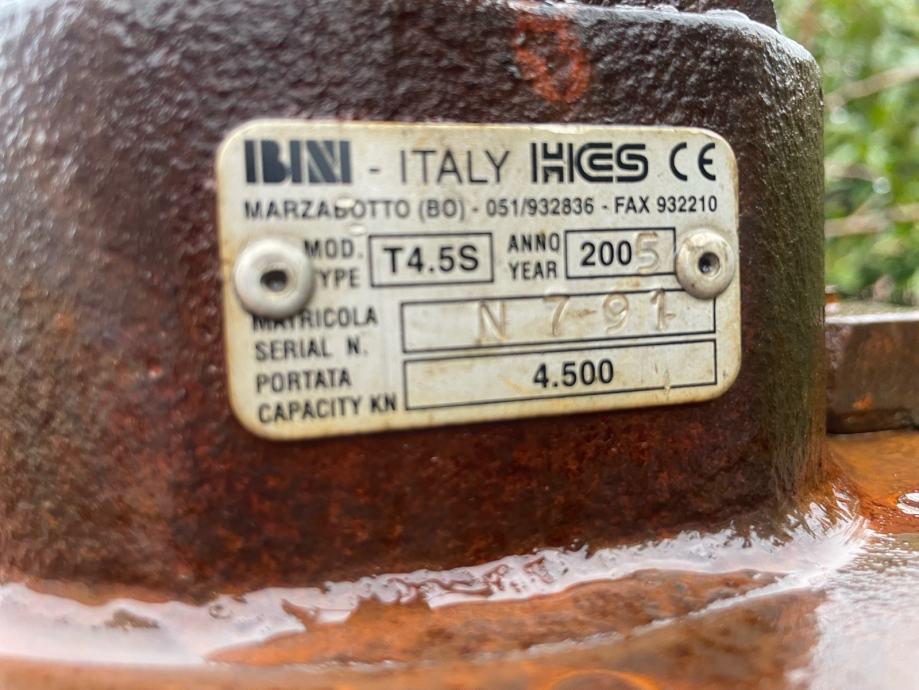 BINI - ITALY HCS CE
MARZABOTTO (BO) - 051/932836 - FAX 932210
MOD. T4.5S ANNO 2005
TYPE YEAR
MATRICOLA N 791
SERIAL N.
PORTATA 4.500
CAPACITY KN